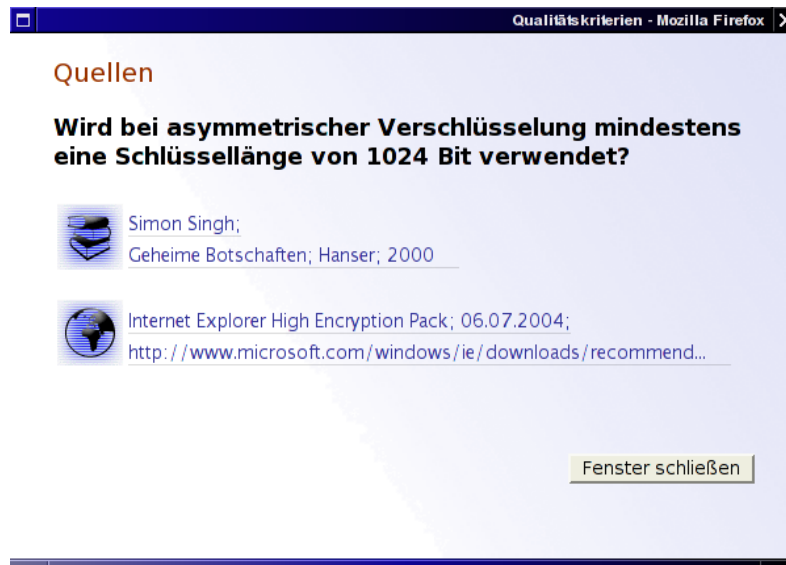 Qualitätskriterien - Mozilla Firefox
Quellen
Wird bei asymmetrischer Verschlüsselung mindestens
eine Schlüssellänge von 1024 Bit verwendet?
Simon Singh;
Geheime Botschaften; Hanser; 2000
Internet Explorer High Encryption Pack; 06.07.2004;
http://www.microsoft.com/windows/ie/downloads/recommend...
Fenster schließen